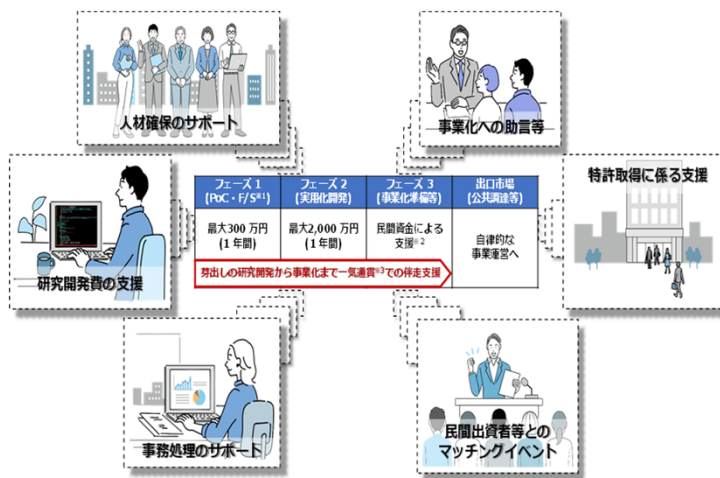 人材確保のサポート
事業化への助言等
研究開発費の支援
特許取得に係る支援
フェーズ1
(PoC・F/S※1)
フェーズ2
(実用化開発)
フェーズ3
(事業化準備等)
出口市場
(公共調達等)
最大300万円
(1年間)
最大2,000万円
(1年間)
民間資金による
支援※2
自律的な
事業運営へ
芽出しの研究開発から事業化まで一気通貫※3での伴走支援
事務処理のサポート
民間出資者等との
マッチングイベント